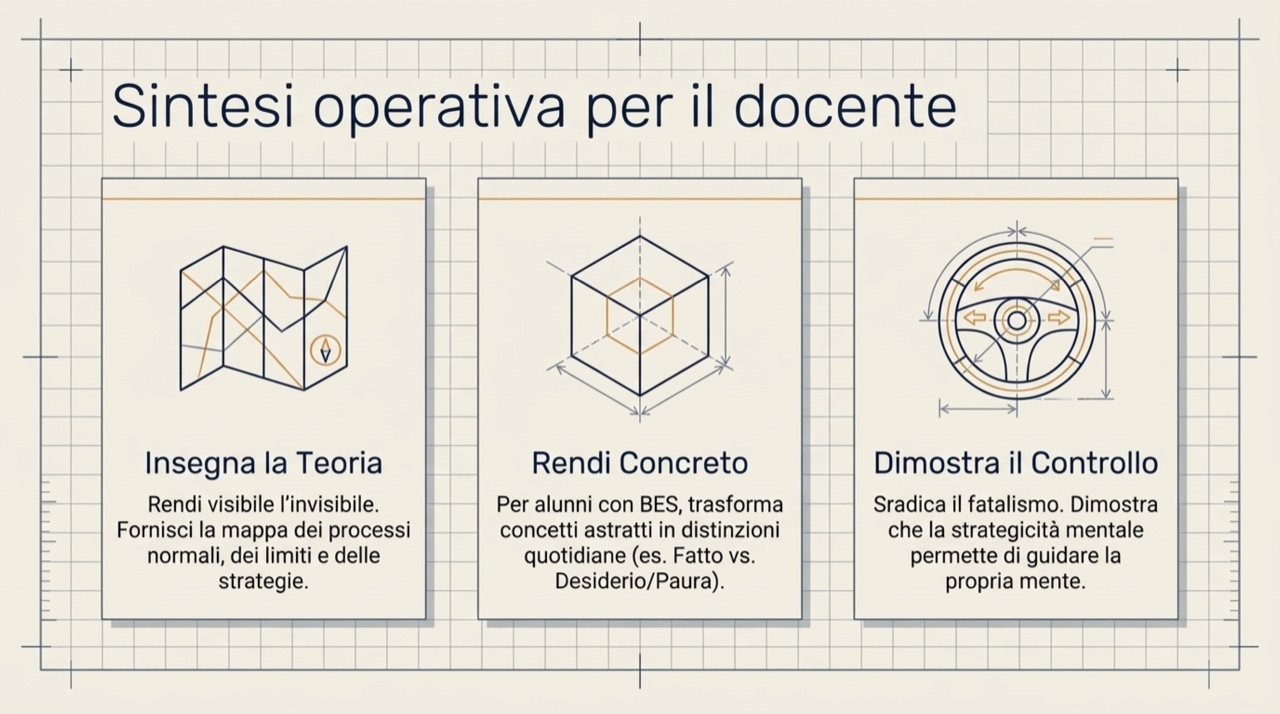 Sintesi operativa per il docente
Insegna la Teoria
Rendi visibile l'invisibile.
Fornisci la mappa dei processi
normali, dei limiti e delle
strategie.
Rendi Concreto
Per alunni con BES, trasforma
concetti astratti in distinzioni
quotidiane (es. Fatto vs.
Desiderio/Paura).
Dimostra il Controllo
Sradica il fatalismo. Dimostra
che la strategicità mentale
permette di guidare la
propria mente.